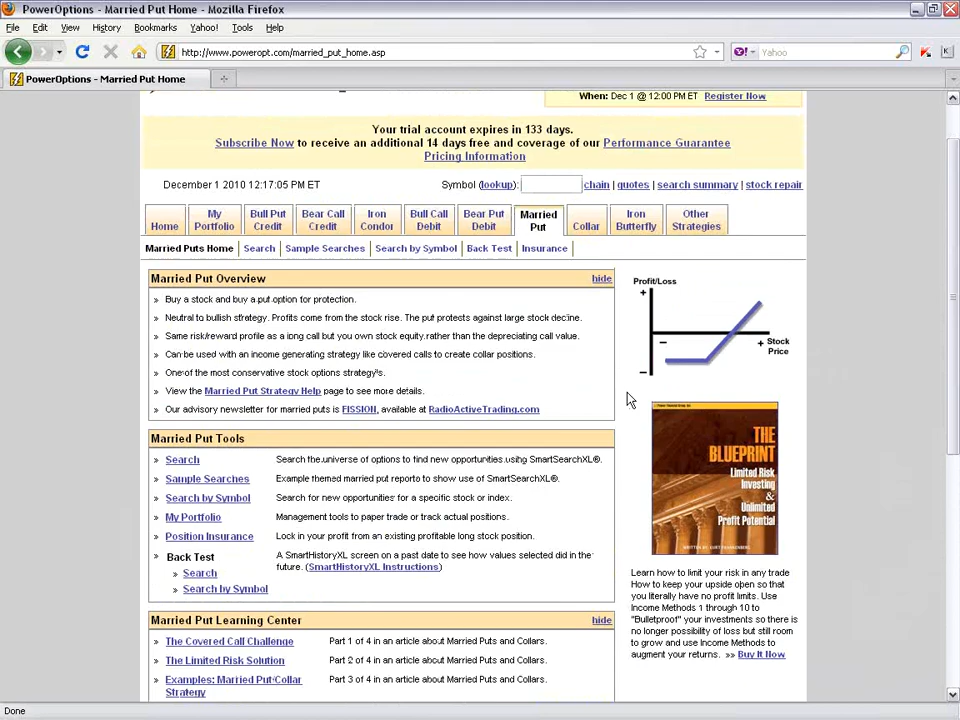 PowerOptions - Married Put Home - Mozilla Firefox
File Edit View History Bookmarks Yahoo! Tools Help
http://www.poweropt.com/married_put_home.asp
Y! Yahoo
PowerOptions - Married Put Home
When: Dec 1 @ 12:00 PM ET Register Now
Your trial account expires in 133 days.
Subscribe Now to receive an additional 14 days free and coverage of our Performance Guarantee
Pricing Information
December 1 2010 12:17:05 PM ET Symbol (lookup): chain | quotes | search summary | stock repair
Home My Portfolio Bull Put Credit Bear Call Credit Iron Condor Bull Call Debit Bear Put Debit Married Put Collar Iron Butterfly Other Strategies
Married Puts Home | Search | Sample Searches | Search by Symbol | Back Test | Insurance |
Married Put Overview hide
» Buy a stock and buy a put option for protection.
» Neutral to bullish strategy. Profits come from the stock rise. The put protects against large stock decline.
» Same risk/reward profile as a long call but you own stock equity rather than the depreciating call value.
» Can be used with an income generating strategy like covered calls to create collar positions.
» One of the most conservative stock options strategy's.
» View the Married Put Strategy Help page to see more details.
» Our advisory newsletter for married puts is FISSION, available at RadioActiveTrading.com
Profit/Loss
+
− + Stock
Price
−
Married Put Tools
» Search Search the universe of options to find new opportunities using SmartSearchXL®.
» Sample Searches Example themed married put reports to show use of SmartSearchXL®.
» Search by Symbol Search for new opportunities for a specific stock or index.
» My Portfolio Management tools to paper trade or track actual positions.
» Position Insurance Lock in your profit from an existing profitable long stock position.
Back Test A SmartHistoryXL screen on a past date to see how values selected did in the
future. (SmartHistoryXL Instructions)
» Search
» Search by Symbol
THE
BLUEPRINT
Limited Risk
Investing
&
Unlimited
Profit Potential
Learn how to limit your risk in any trade
How to keep your upside open so that
you literally have no profit limits. Use
Income Methods 1 through 10 to
"Bulletproof" your investments so there is
no longer possibility of loss but still room
to grow and use Income Methods to
augment your returns. »» Buy It Now
Married Put Learning Center hide
» The Covered Call Challenge Part 1 of 4 in an article about Married Puts and Collars.
» The Limited Risk Solution Part 2 of 4 in an article about Married Puts and Collars.
» Examples: Married Put/Collar Part 3 of 4 in an article about Married Puts and Collars.
Strategy
Done